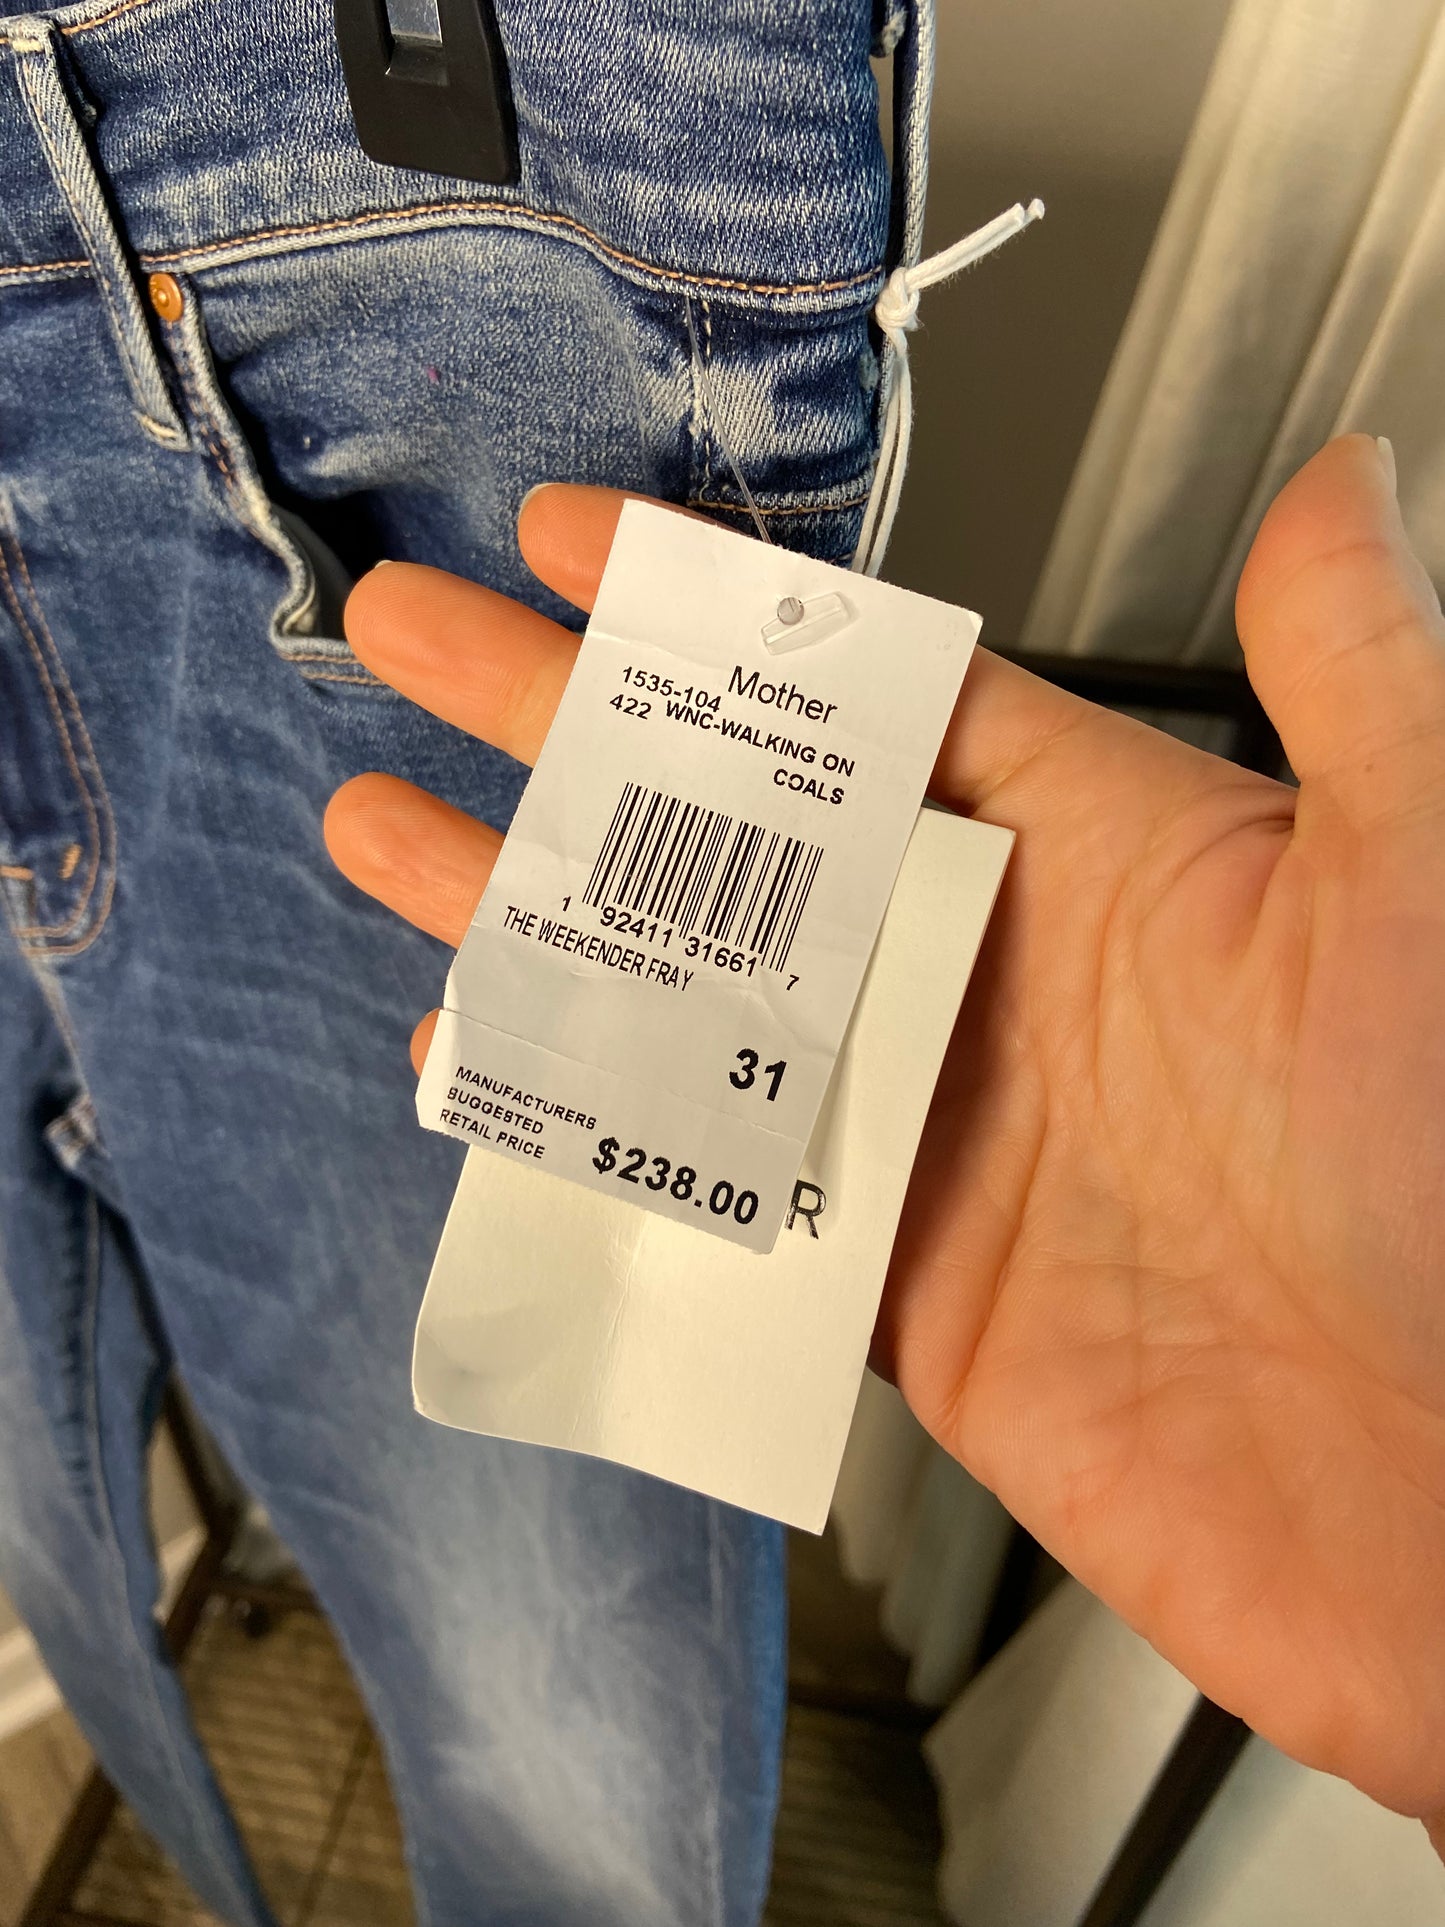 Mother
1535-104
422 WNC-WALKING ON
COALS
1 92411 31661 7
THE WEEKENDER FRAY
31
MANUFACTURERS
SUGGESTED
RETAIL PRICE
$238.00
R